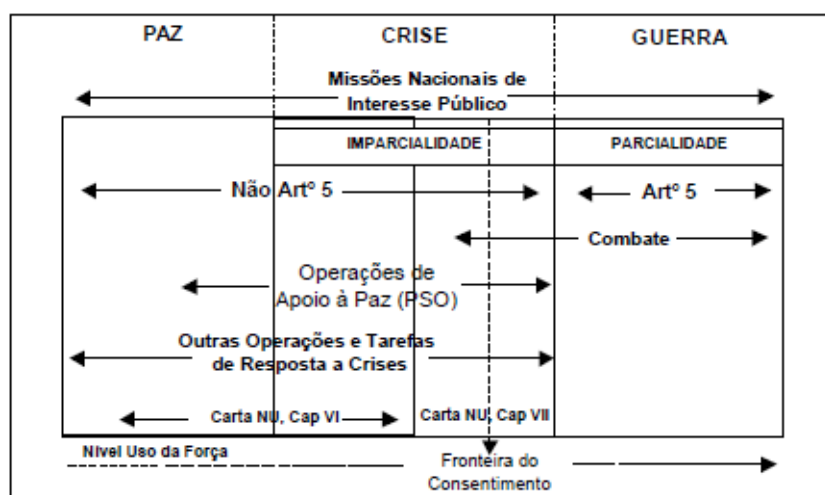 PAZ CRISE GUERRA
Missões Nacionais de
Interesse Público
IMPARCIALIDADE PARCIALIDADE
Não Artº 5 Artº 5
Combate
Operações de
Apoio à Paz (PSO)
Outras Operações e Tarefas
de Resposta a Crises
Carta NU, Cap VI Carta NU, Cap VII
Nível Uso da Força
Fronteira do
Consentimento